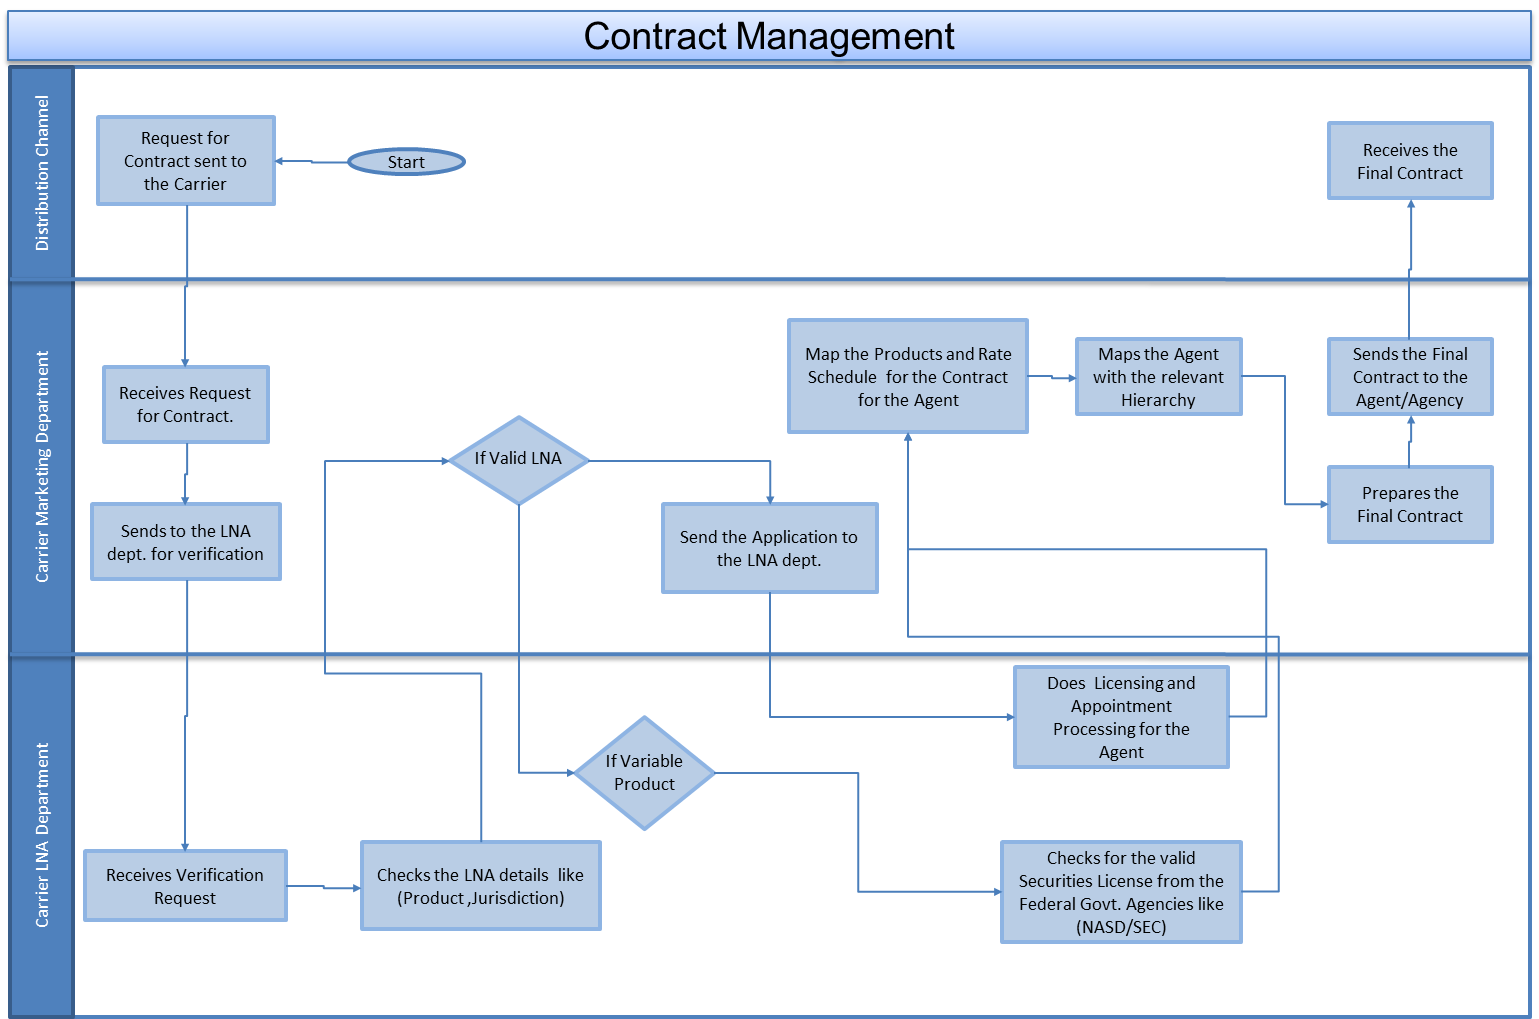 Contract Management
Distribution Channel
Request for
Contract sent to
the Carrier
Start
Receives the
Final Contract
Carrier Marketing Department
Receives Request
for Contract.
Sends to the LNA
dept. for verification
If Valid LNA
Send the Application to
the LNA dept.
Map the Products and Rate
Schedule for the Contract
for the Agent
Maps the Agent
with the relevant
Hierarchy
Sends the Final
Contract to the
Agent/Agency
Prepares the
Final Contract
Carrier LNA Department
Receives Verification
Request
Checks the LNA details like
(Product ,Jurisdiction)
If Variable
Product
Does Licensing and
Appointment
Processing for the
Agent
Checks for the valid
Securities License from the
Federal Govt. Agencies like
(NASD/SEC)